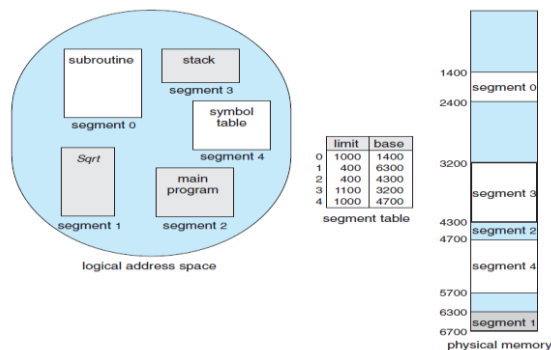 subroutine
segment 0
stack
segment 3
symbol
table
segment 4
Sqrt
segment 1
main
program
segment 2
logical address space
limit base
0 1000 1400
1 400 6300
2 400 4300
3 1100 3200
4 1000 4700
segment table
1400
segment 0
2400
3200
segment 3
4300
segment 2
4700
segment 4
5700
6300
segment 1
6700
physical memory